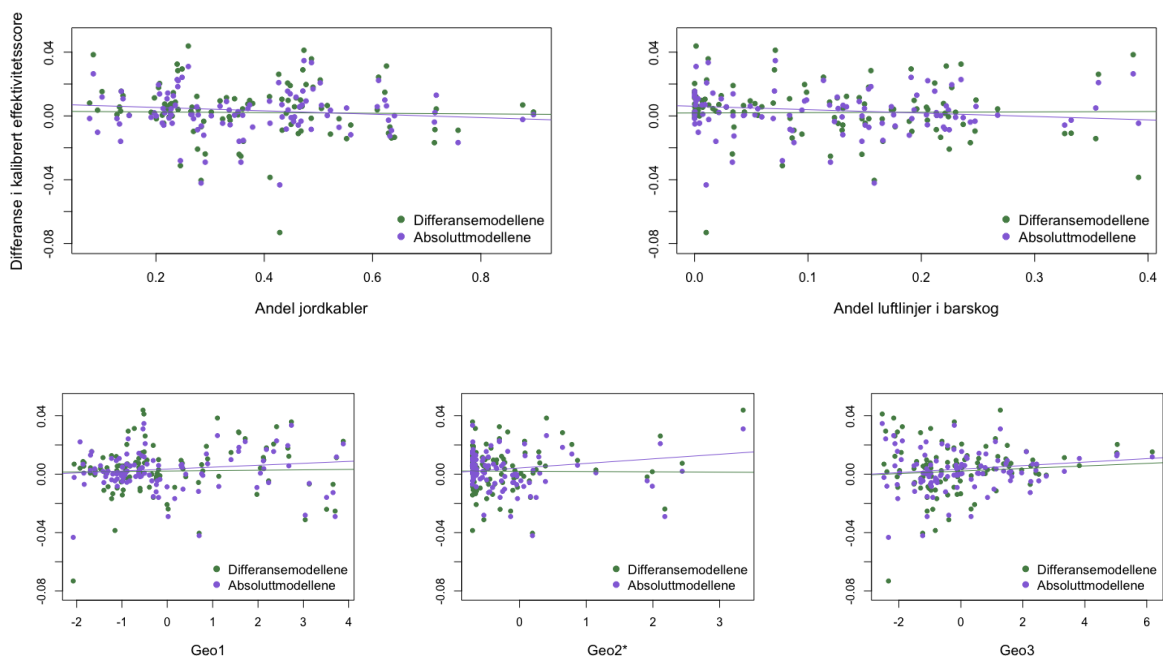 Differanse i kalibrert effektivitetsscore
0.04
0.00
-0.04
-0.08
Differansemodellene
Absoluttmodellene
0.2 0.4 0.6 0.8
Andel jordkabler
0.04
0.00
-0.04
-0.08
Differansemodellene
Absoluttmodellene
0.0 0.1 0.2 0.3 0.4
Andel luftlinjer i barskog
0.04
0.00
-0.04
-0.08
Differansemodellene
Absoluttmodellene
-2 -1 0 1 2 3 4
Geo1
0.04
0.00
-0.04
-0.08
Differansemodellene
Absoluttmodellene
0 1 2 3
Geo2*
0.04
0.00
-0.04
-0.08
Differansemodellene
Absoluttmodellene
-2 0 2 4 6
Geo3